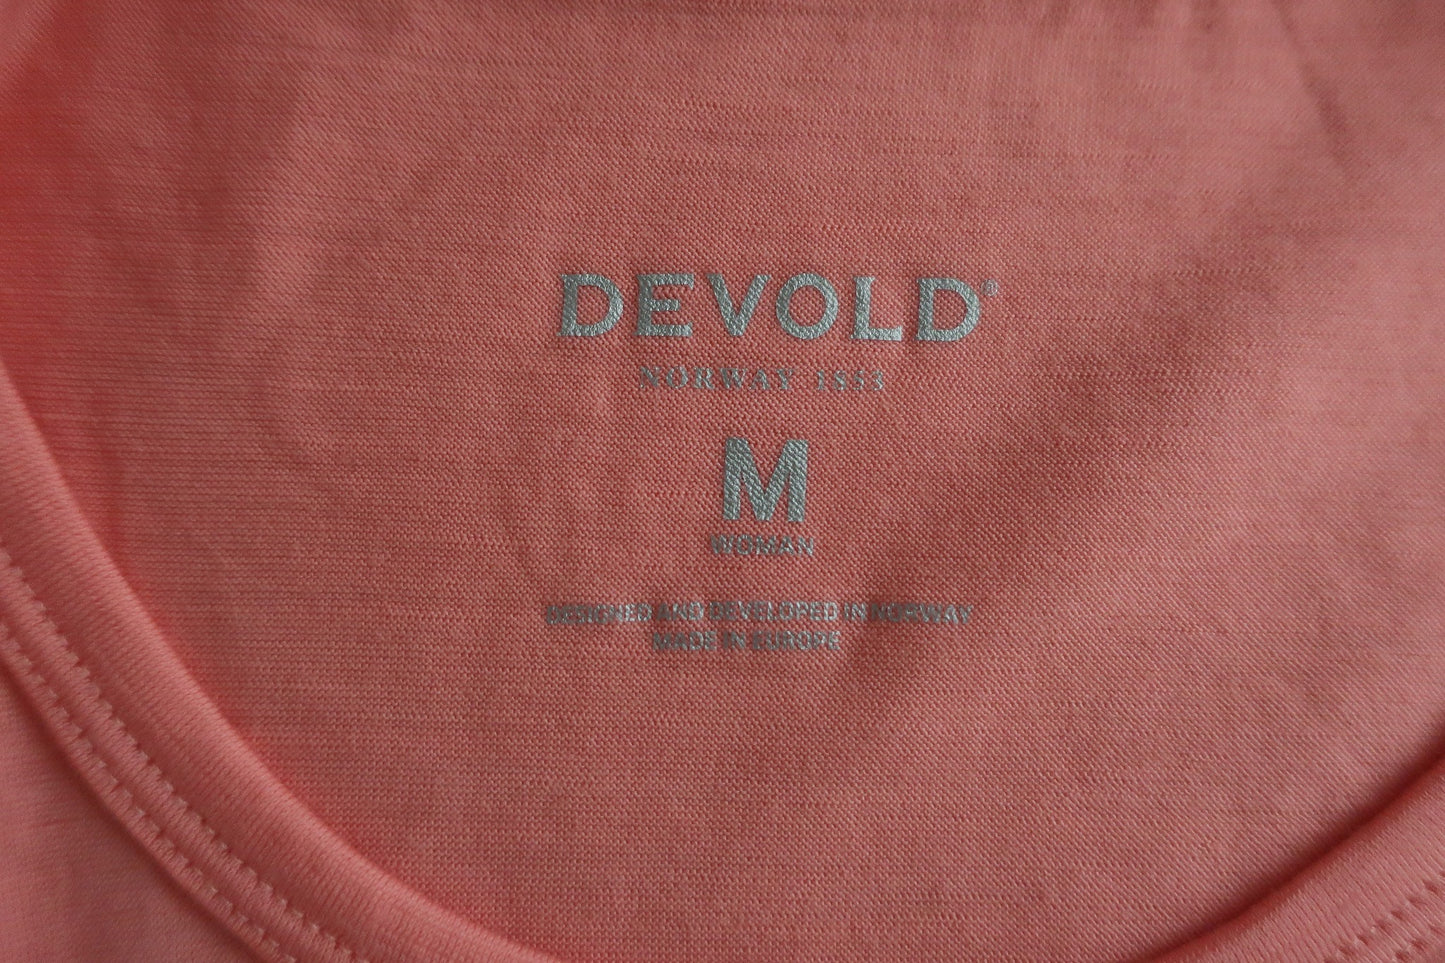 DEVOLD®
NORWAY 1853
M
WOMAN
DESIGNED AND DEVELOPED IN NORWAY
MADE IN EUROPE